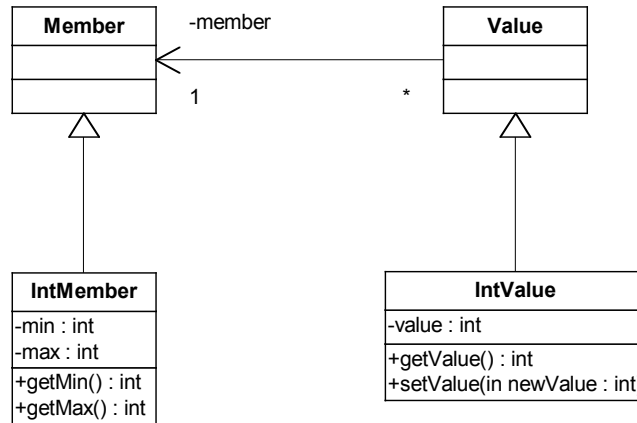 Member
-member
Value
1
*
IntMember
-min : int
-max : int
+getMin() : int
+getMax() : int
IntValue
-value : int
+getValue() : int
+setValue(in newValue : int